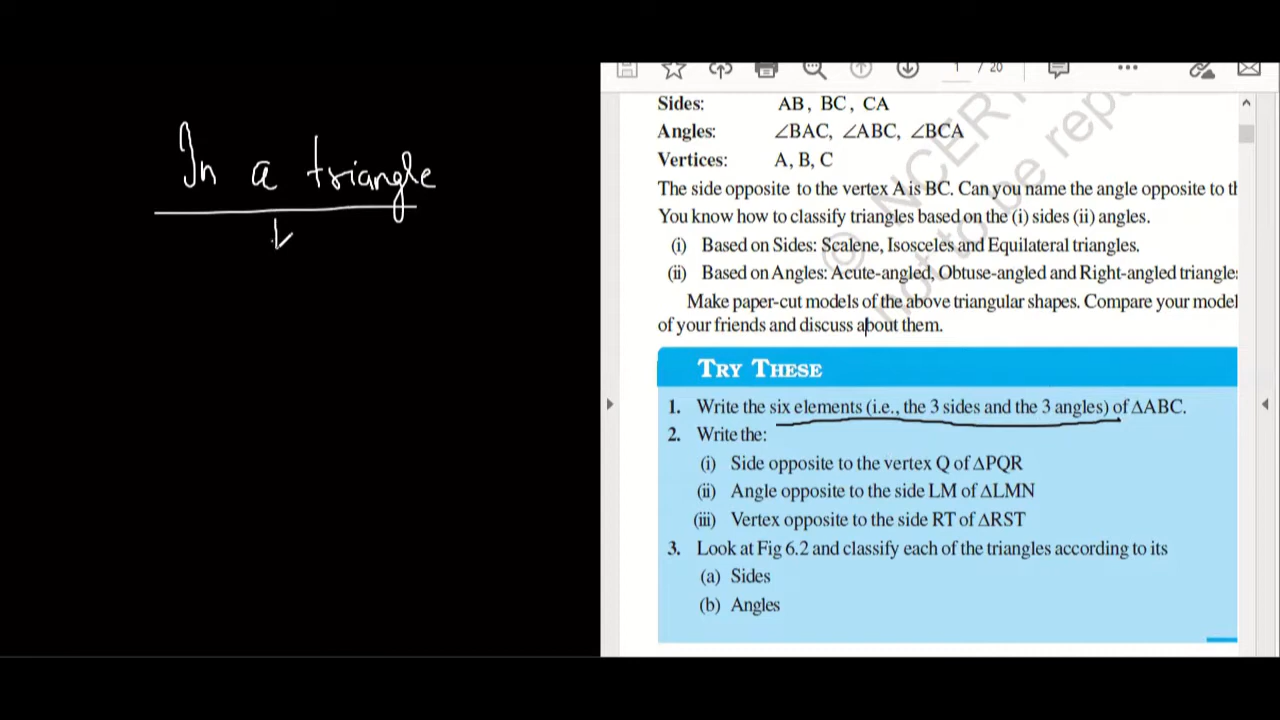 In a triangle
1 / 20
Sides: AB, BC, CA
Angles: ∠BAC, ∠ABC, ∠BCA
Vertices: A, B, C
The side opposite to the vertex A is BC. Can you name the angle opposite to th
You know how to classify triangles based on the (i) sides (ii) angles.
(i) Based on Sides: Scalene, Isosceles and Equilateral triangles.
(ii) Based on Angles: Acute-angled, Obtuse-angled and Right-angled triangle
Make paper-cut models of the above triangular shapes. Compare your model
of your friends and discuss about them.
TRY THESE
1. Write the six elements (i.e., the 3 sides and the 3 angles) of ΔABC.
2. Write the:
(i) Side opposite to the vertex Q of ΔPQR
(ii) Angle opposite to the side LM of ΔLMN
(iii) Vertex opposite to the side RT of ΔRST
3. Look at Fig 6.2 and classify each of the triangles according to its
(a) Sides
(b) Angles
© NCERT
not to be repu